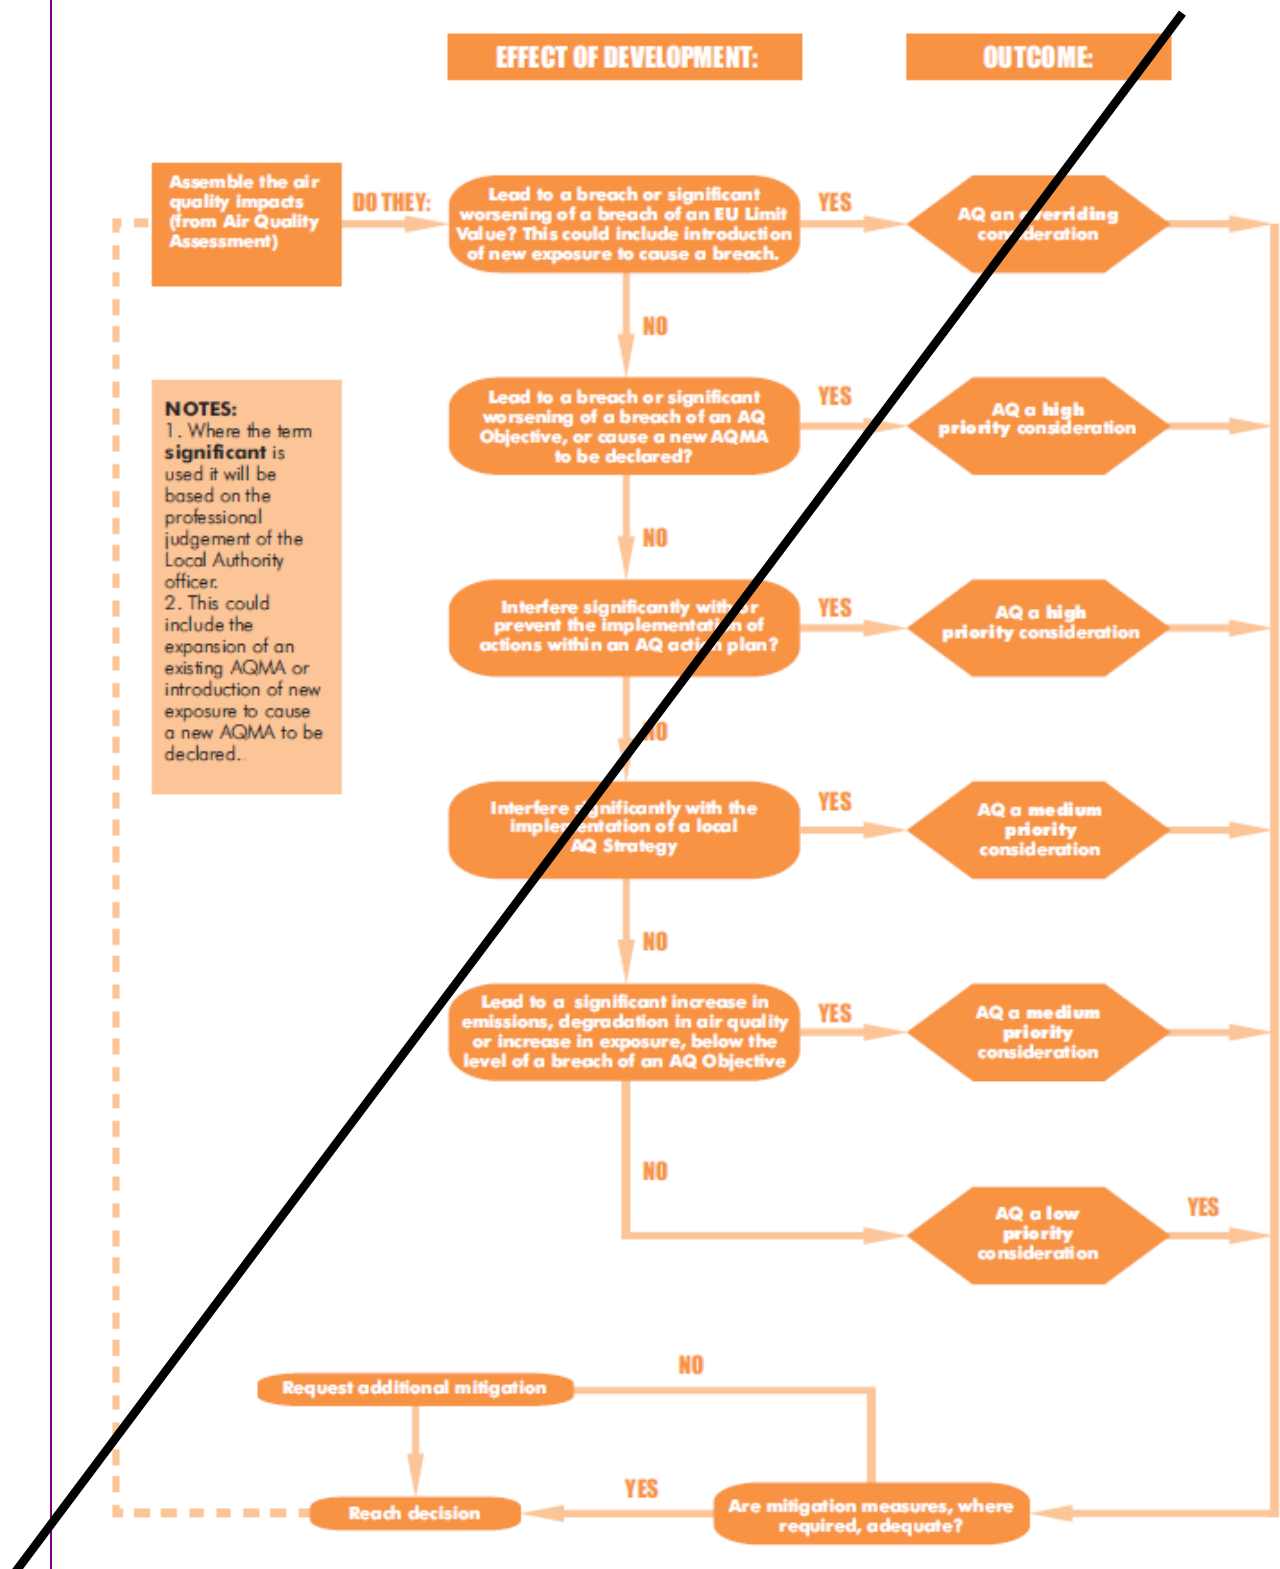 EFFECT OF DEVELOPMENT:
OUTCOME:
Assemble the air
quality impacts
(from Air Quality
Assessment)
DO THEY:
Lead to a breach or significant
worsening of a breach of an EU Limit
Value? This could include introduction
of new exposure to cause a breach.
YES
AQ an overriding
consideration
NO
Lead to a breach or significant
worsening of a breach of an AQ
Objective, or cause a new AQMA
to be declared?
YES
AQ a high
priority consideration
NO
NOTES:
1. Where the term
significant is
used it will be
based on the
professional
judgement of the
Local Authority
officer.
2. This could
include the
expansion of an
existing AQMA or
introduction of new
exposure to cause
a new AQMA to be
declared.
Interfere significantly with or
prevent the implementation of
actions within an AQ action plan?
YES
AQ a high
priority consideration
NO
Interfere significantly with the
implementation of a local
AQ Strategy
YES
AQ a medium
priority
consideration
NO
Lead to a significant increase in
emissions, degradation in air quality
or increase in exposure, below the
level of a breach of an AQ Objective
YES
AQ a medium
priority
consideration
NO
AQ a low
priority
consideration
YES
NO
Request additional mitigation
YES
Reach decision
Are mitigation measures, where
required, adequate?